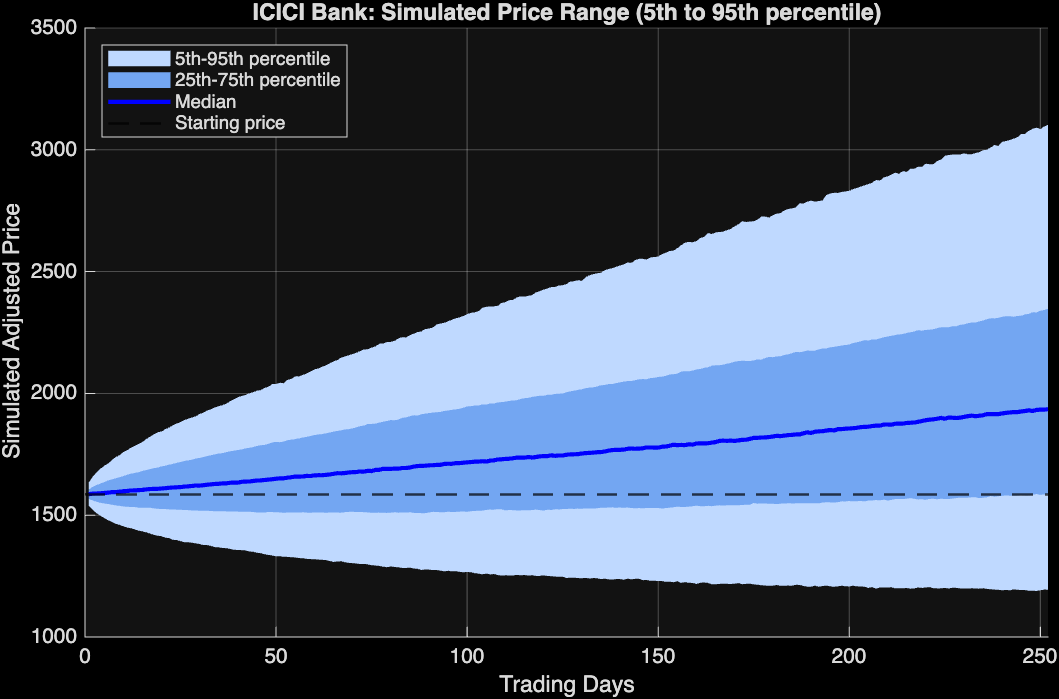 ICICI Bank: Simulated Price Range (5th to 95th percentile)
3500
5th-95th percentile
25th-75th percentile
Median
Starting price
3000
2500
2000
1500
1000
Simulated Adjusted Price
0 50 100 150 200 250
Trading Days